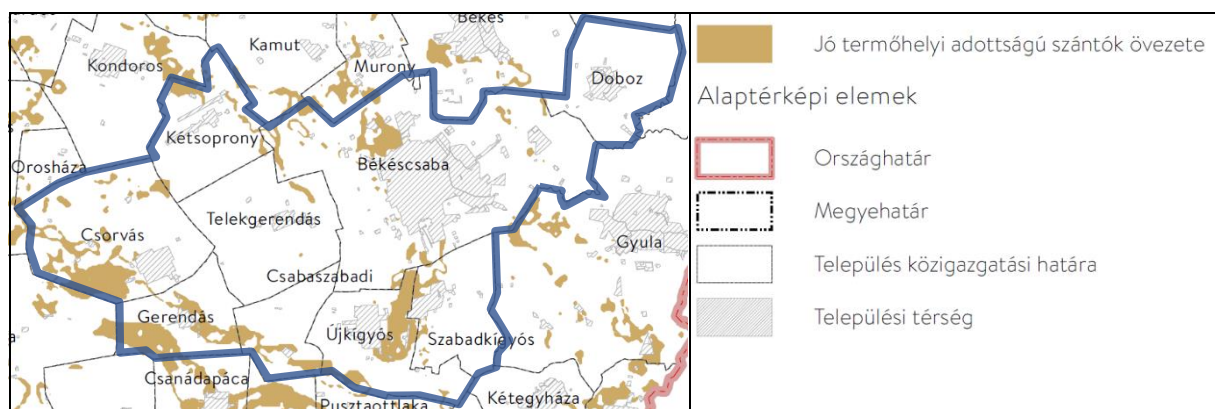 Békés
Kamut
Kondoros
Murony
Doboz
Kétsoprony
Orosháza
Békéscsaba
Telekgerendás
Csorvás
Gyula
Csabaszabadi
Gerendás
Újkígyós
Szabadkígyós
Csanádapáca
Pusztaottlaka
Kétegyháza
Jó termőhelyi adottságú szántók övezete
Alaptérképi elemek
Országhatár
Megyehatár
Település közigazgatási határa
Települési térség